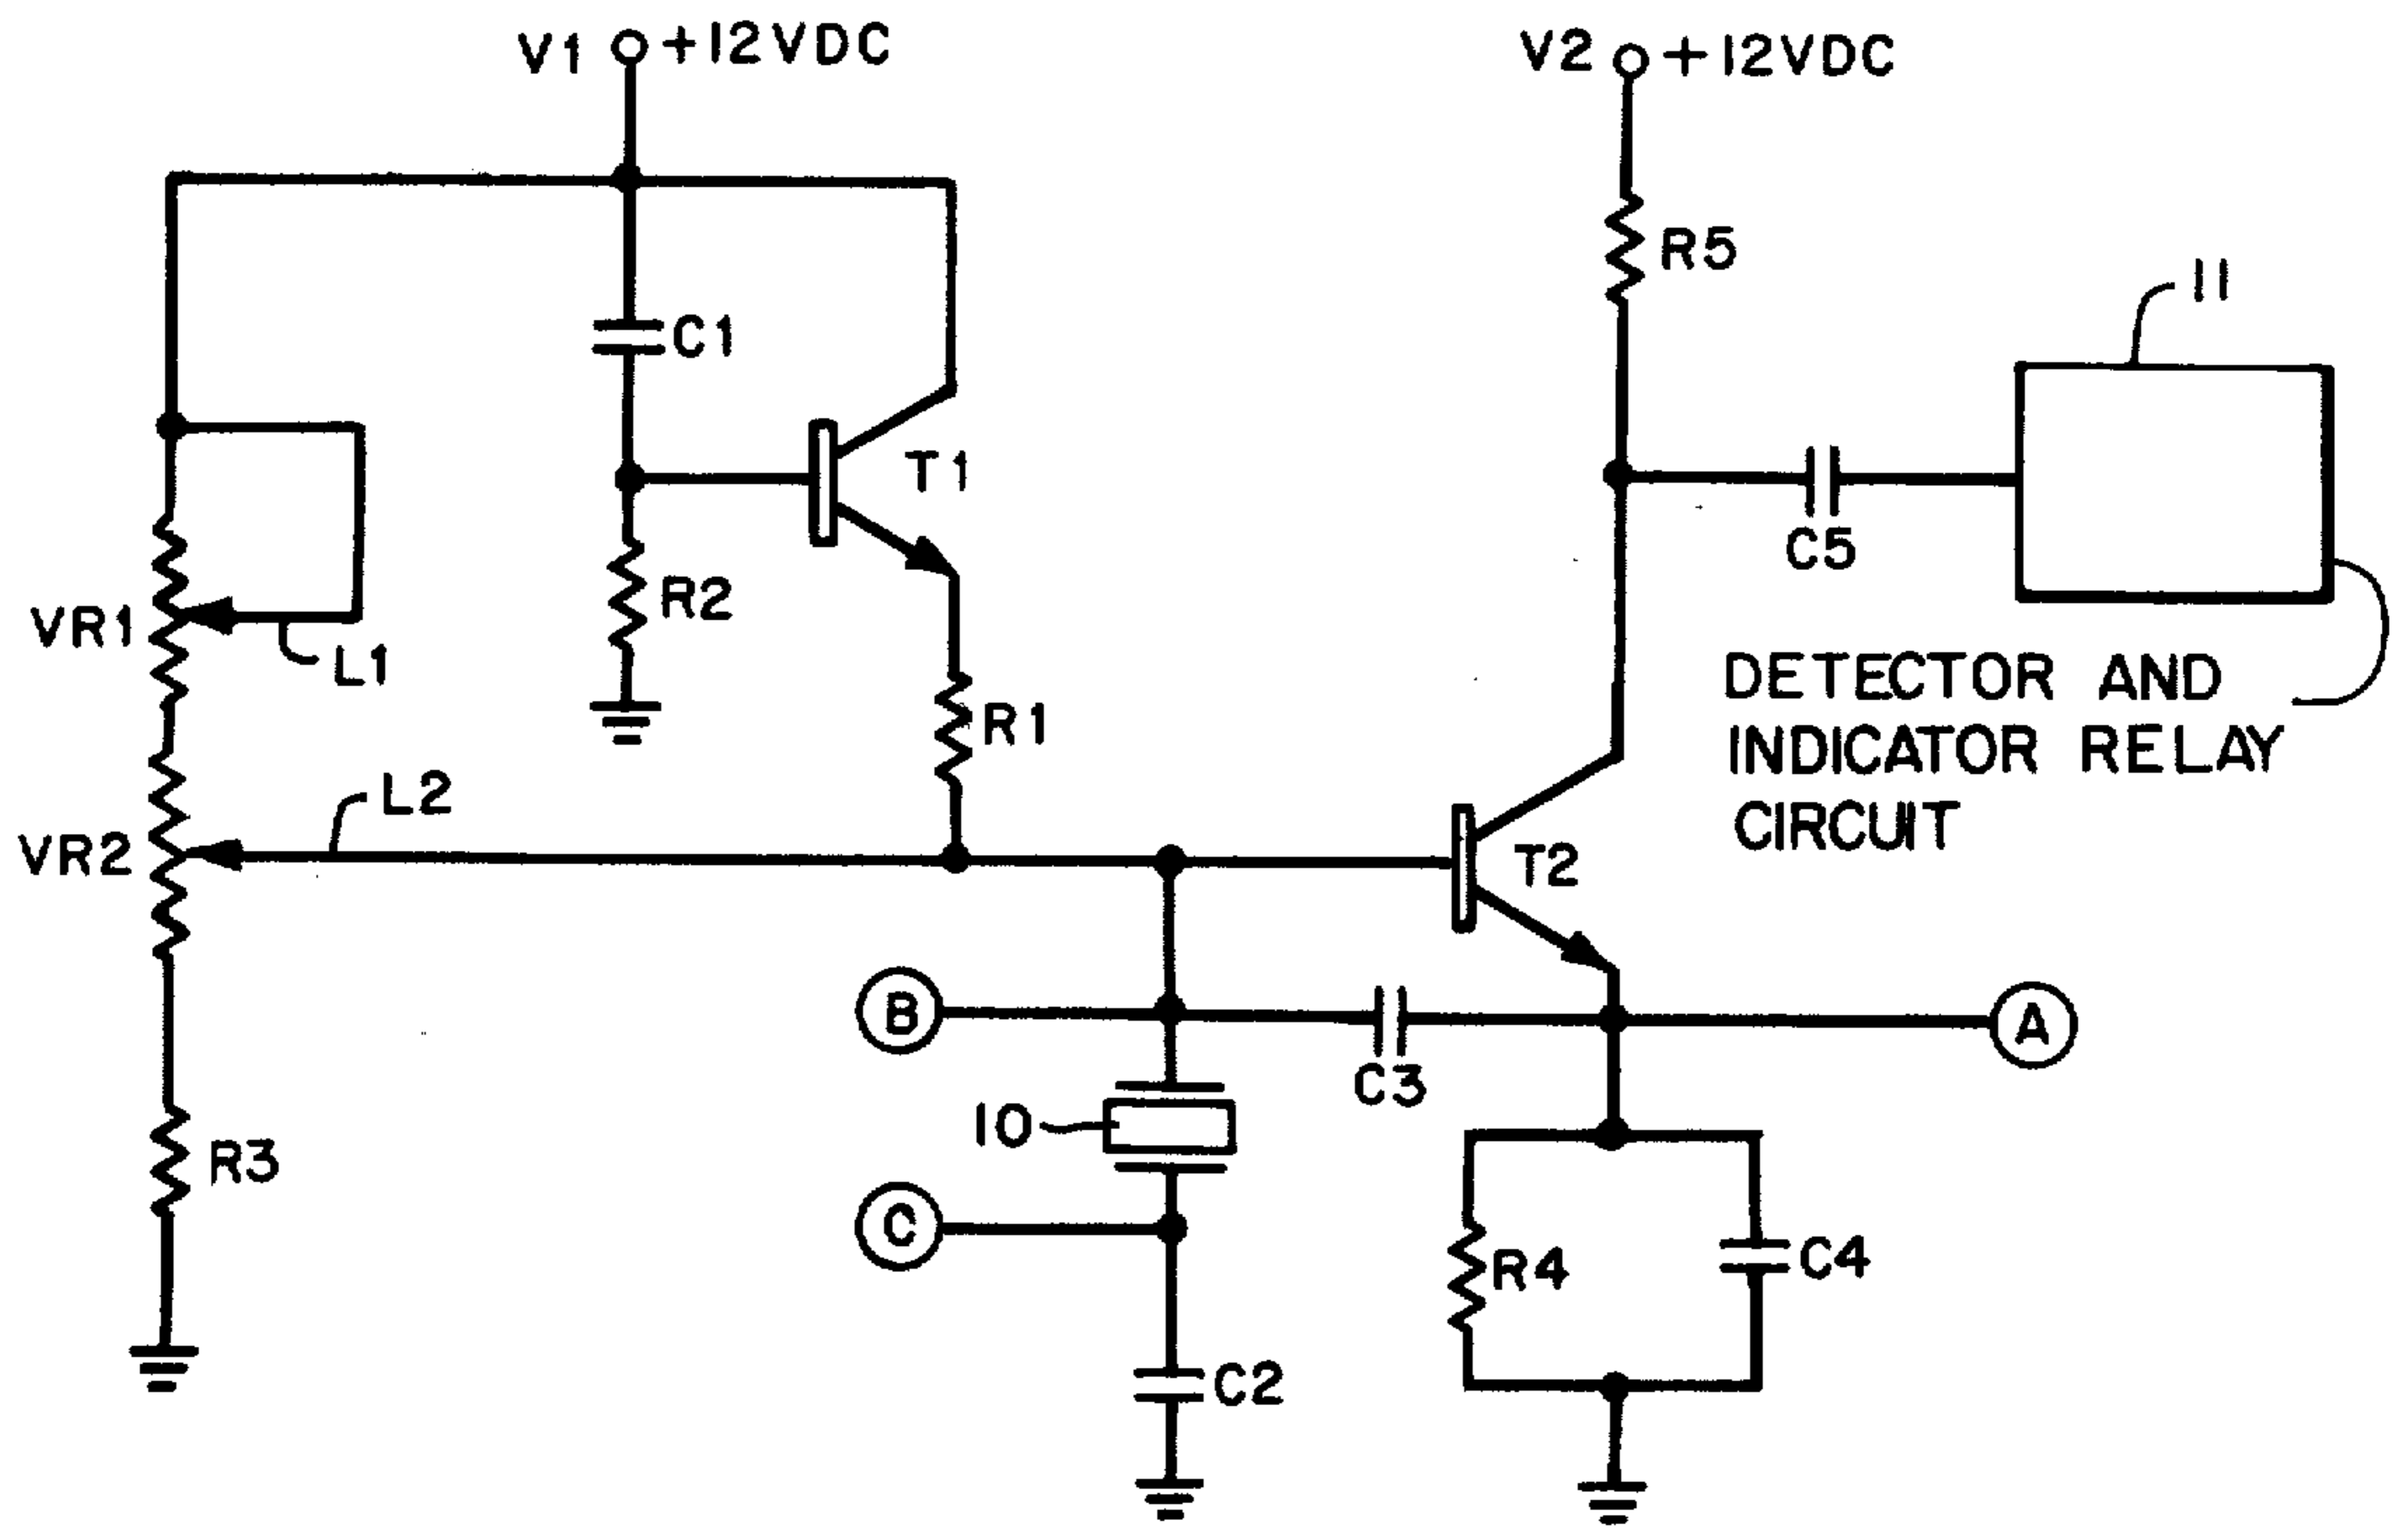 V1 +12VDC
V2 +12VDC
R5
11
C1
T1
C5
R2
VR1
L1
DETECTOR AND
INDICATOR RELAY
CIRCUIT
R1
L2
VR2
T2
B
A
C3
10
R3
C
R4
C4
C2